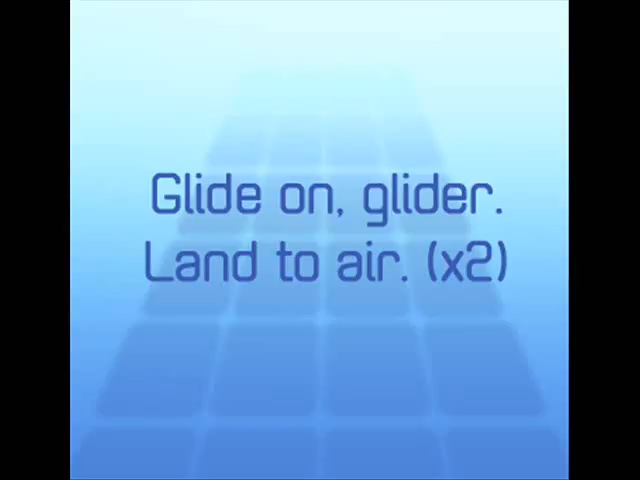 Glide on, glider.
Land to air. (x2)